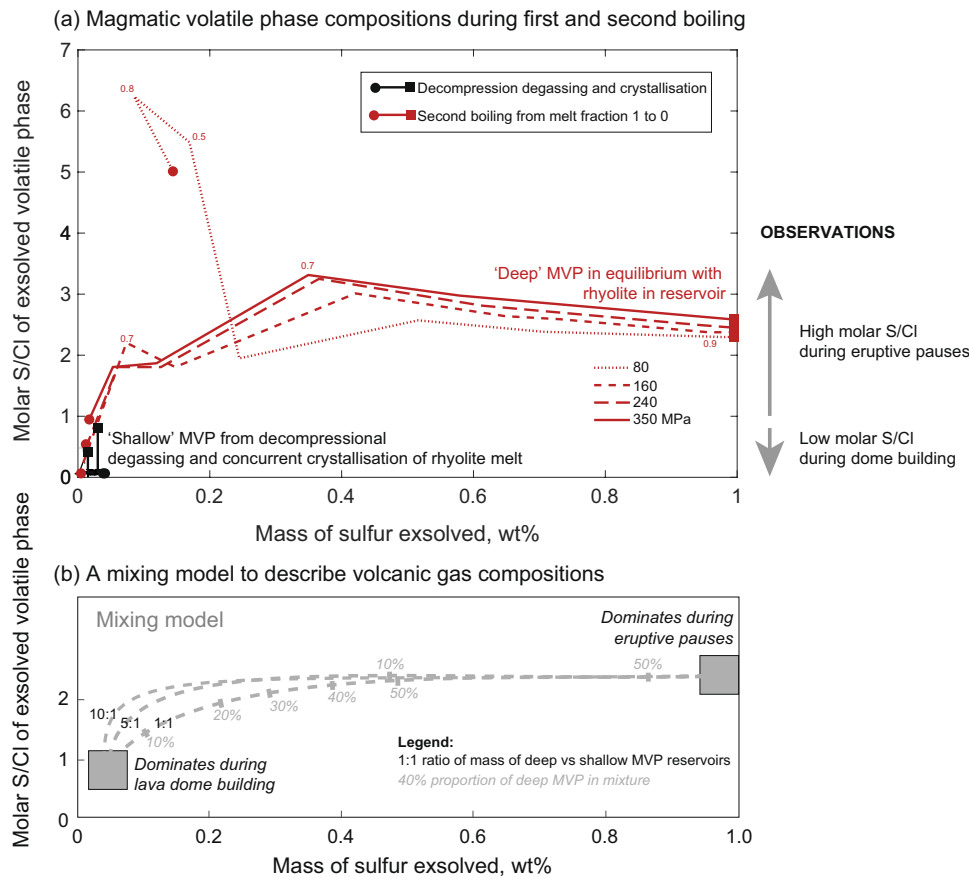 (a) Magmatic volatile phase compositions during first and second boiling
Molar S/Cl of exsolved volatile phase
7
6
5
4
3
2
1
0
0.8
0.5
0.7
0.7
0.9
Decompression degassing and crystallisation
Second boiling from melt fraction 1 to 0
'Deep' MVP in equilibrium with
rhyolite in reservoir
80
160
240
350 MPa
'Shallow' MVP from decompressional
degassing and concurrent crystallisation of rhyolite melt
0
0.2
0.4
0.6
0.8
1
Mass of sulfur exsolved, wt%
OBSERVATIONS
High molar S/Cl
during eruptive pauses
Low molar S/Cl
during dome building
(b) A mixing model to describe volcanic gas compositions
Molar S/Cl of exsolved volatile phase
2
1
0
Mixing model
Dominates during
eruptive pauses
10:1
5:1
1:1
10%
20%
30%
40%
50%
10%
50%
Dominates during
lava dome building
Legend:
1:1 ratio of mass of deep vs shallow MVP reservoirs
40% proportion of deep MVP in mixture
0
0.2
0.4
0.6
0.8
1.0
Mass of sulfur exsolved, wt%